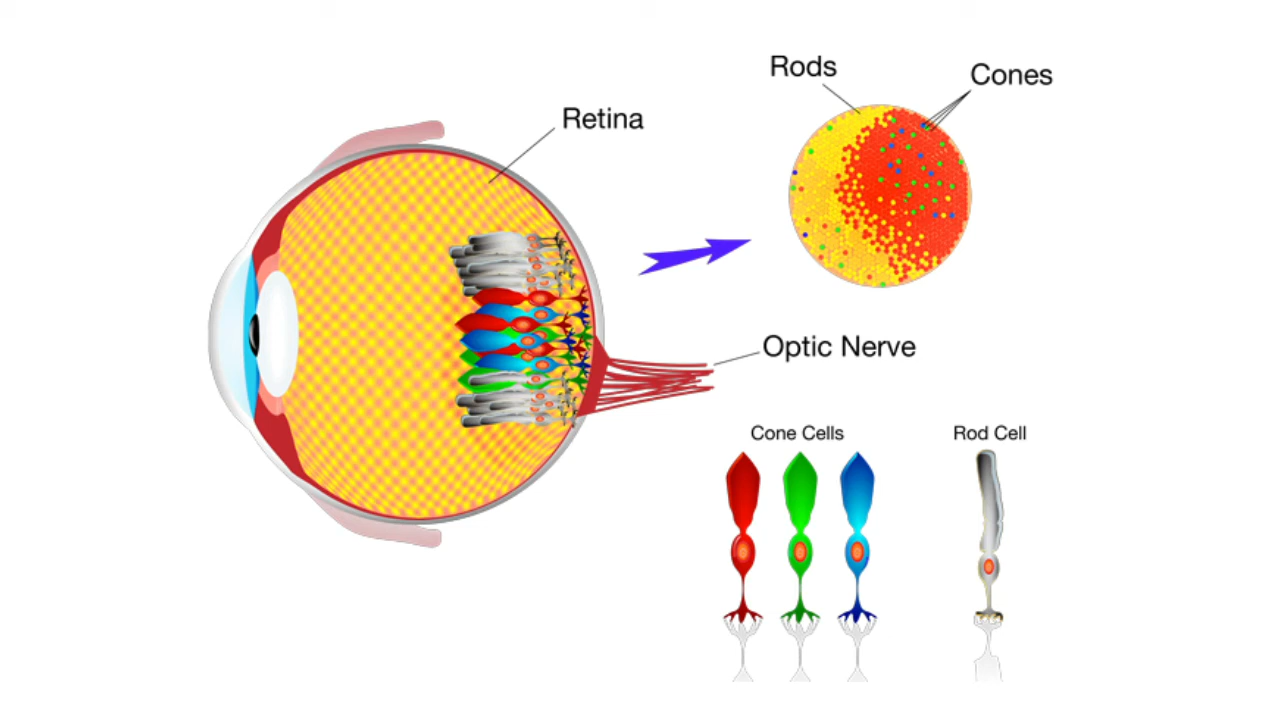 Rods
Cones
Retina
Optic Nerve
Cone Cells
Rod Cell